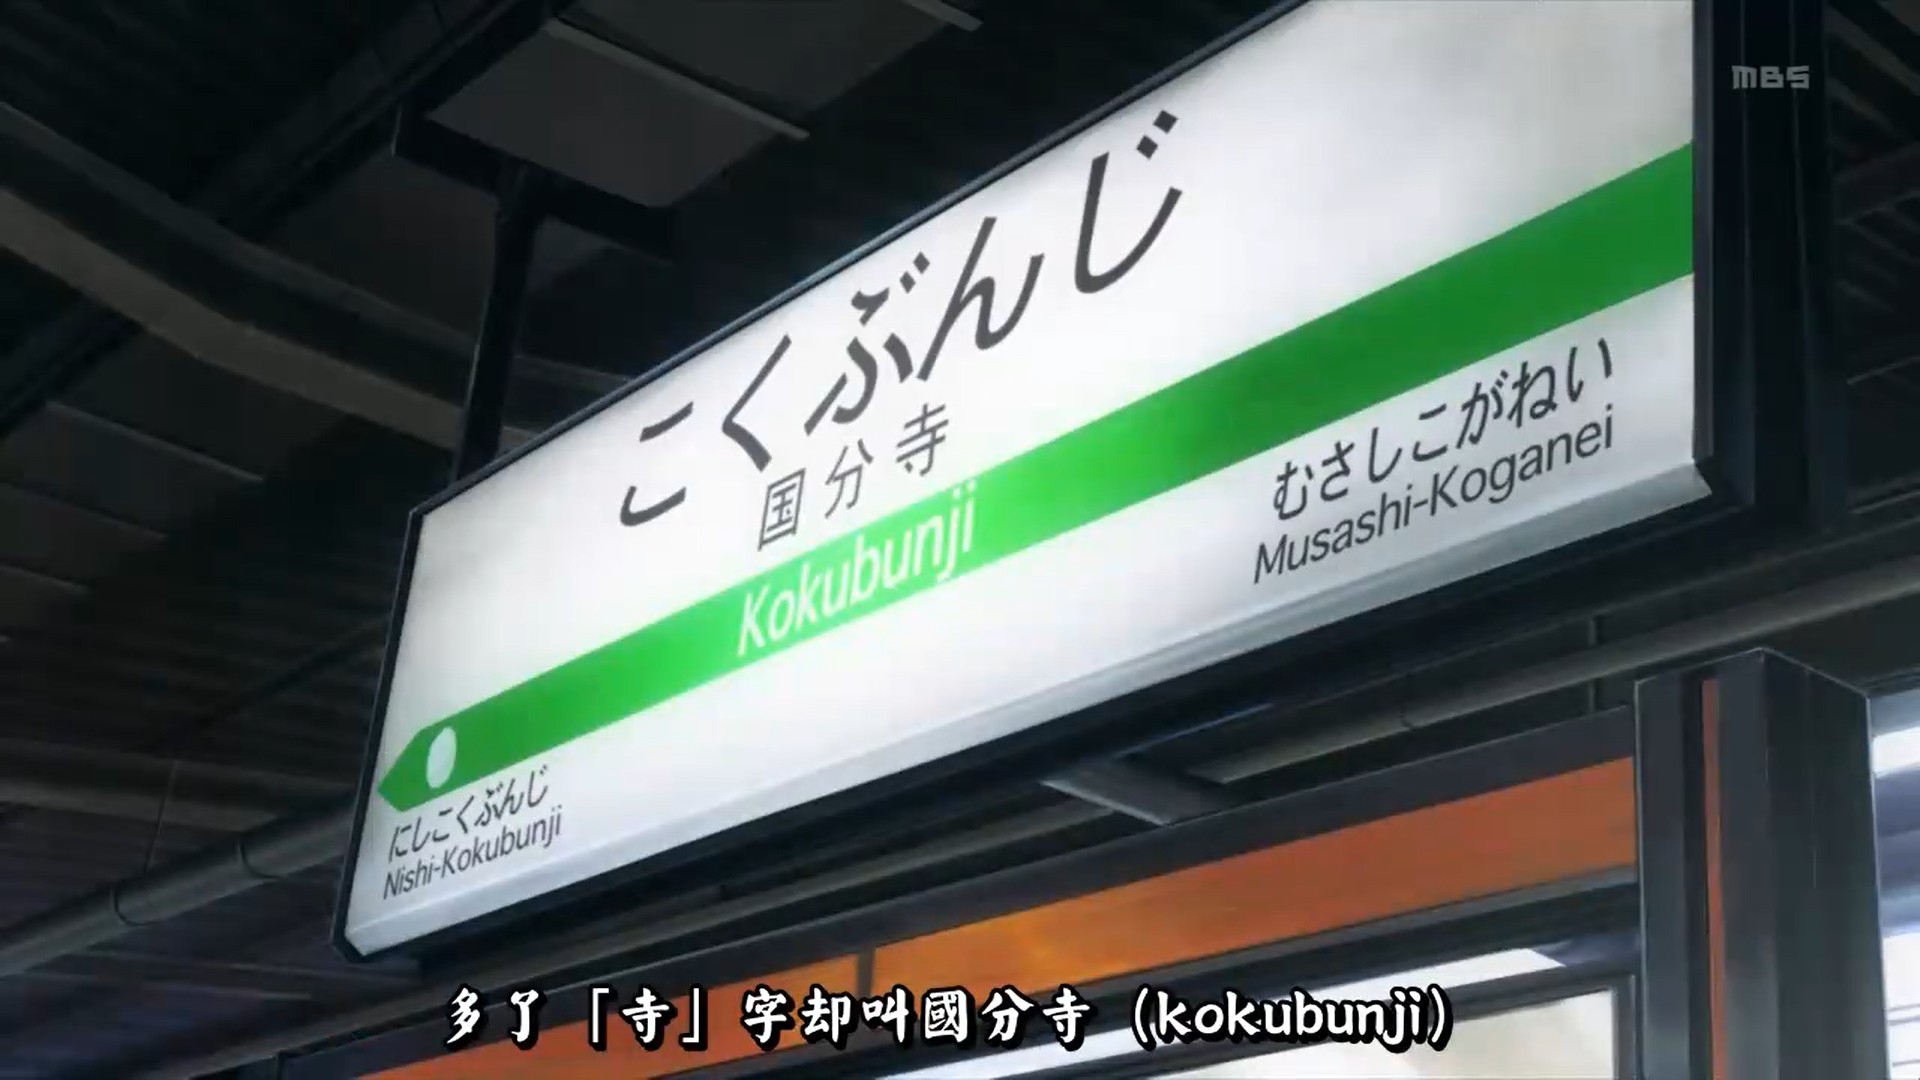 MBS
こくぶんじ
国分寺
Kokubunji
むさしこがねい
Musashi-Koganei
にしこくぶんじ
Nishi-Kokubunji
多了「寺」字却叫國分寺（kokubunji）